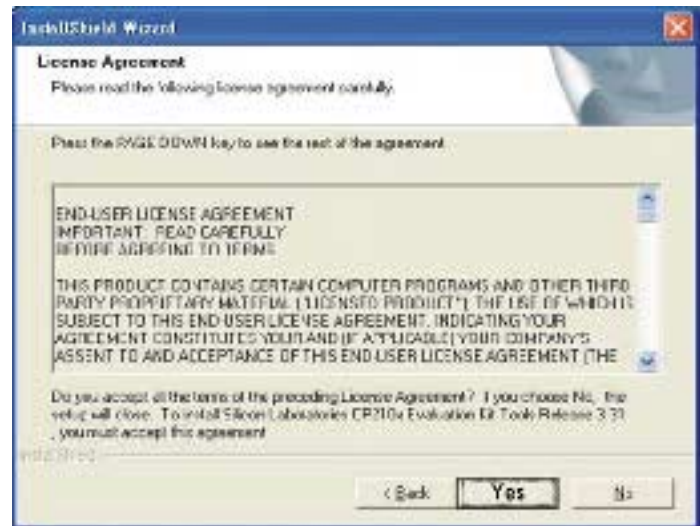 InstallShield Wizard
License Agreement
Please read the following license agreement carefully.
Press the PAGE DOWN key to see the rest of the agreement.
END-USER LICENSE AGREEMENT
IMPORTANT: READ CAREFULLY
BEFORE AGREEING TO TERMS
THIS PRODUCT CONTAINS CERTAIN COMPUTER PROGRAMS AND OTHER THIRD
PARTY PROPRIETARY MATERIAL ("LICENSED PRODUCT"), THE USE OF WHICH IS
SUBJECT TO THIS END-USER LICENSE AGREEMENT. INDICATING YOUR
AGREEMENT CONSTITUTES YOUR AND (IF APPLICABLE) YOUR COMPANY'S
ASSENT TO AND ACCEPTANCE OF THIS END-USER LICENSE AGREEMENT (THE
Do you accept all the terms of the preceding License Agreement? If you choose No, the
setup will close. To install Silicon Laboratories CP210x Evaluation Kit Tools Release 3.31
, you must accept this agreement.
InstallShield
< Back
Yes
No